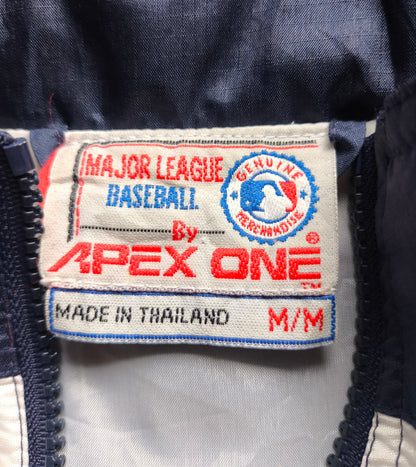 MAJOR LEAGUE
BASEBALL
GENUINE
MERCHANDISE
By
APEX ONE®
TM
MADE IN THAILAND M/M